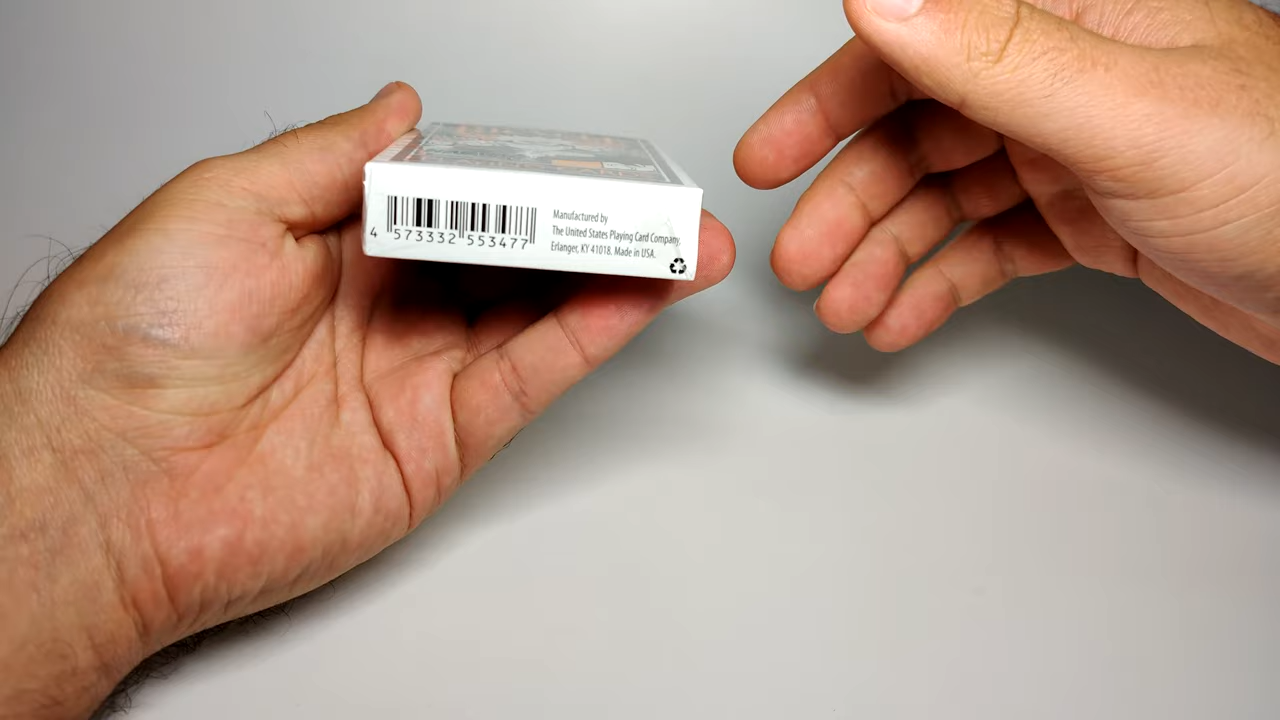 4 573332 553477
Manufactured by
The United States Playing Card Company,
Erlanger, KY 41018. Made in USA.